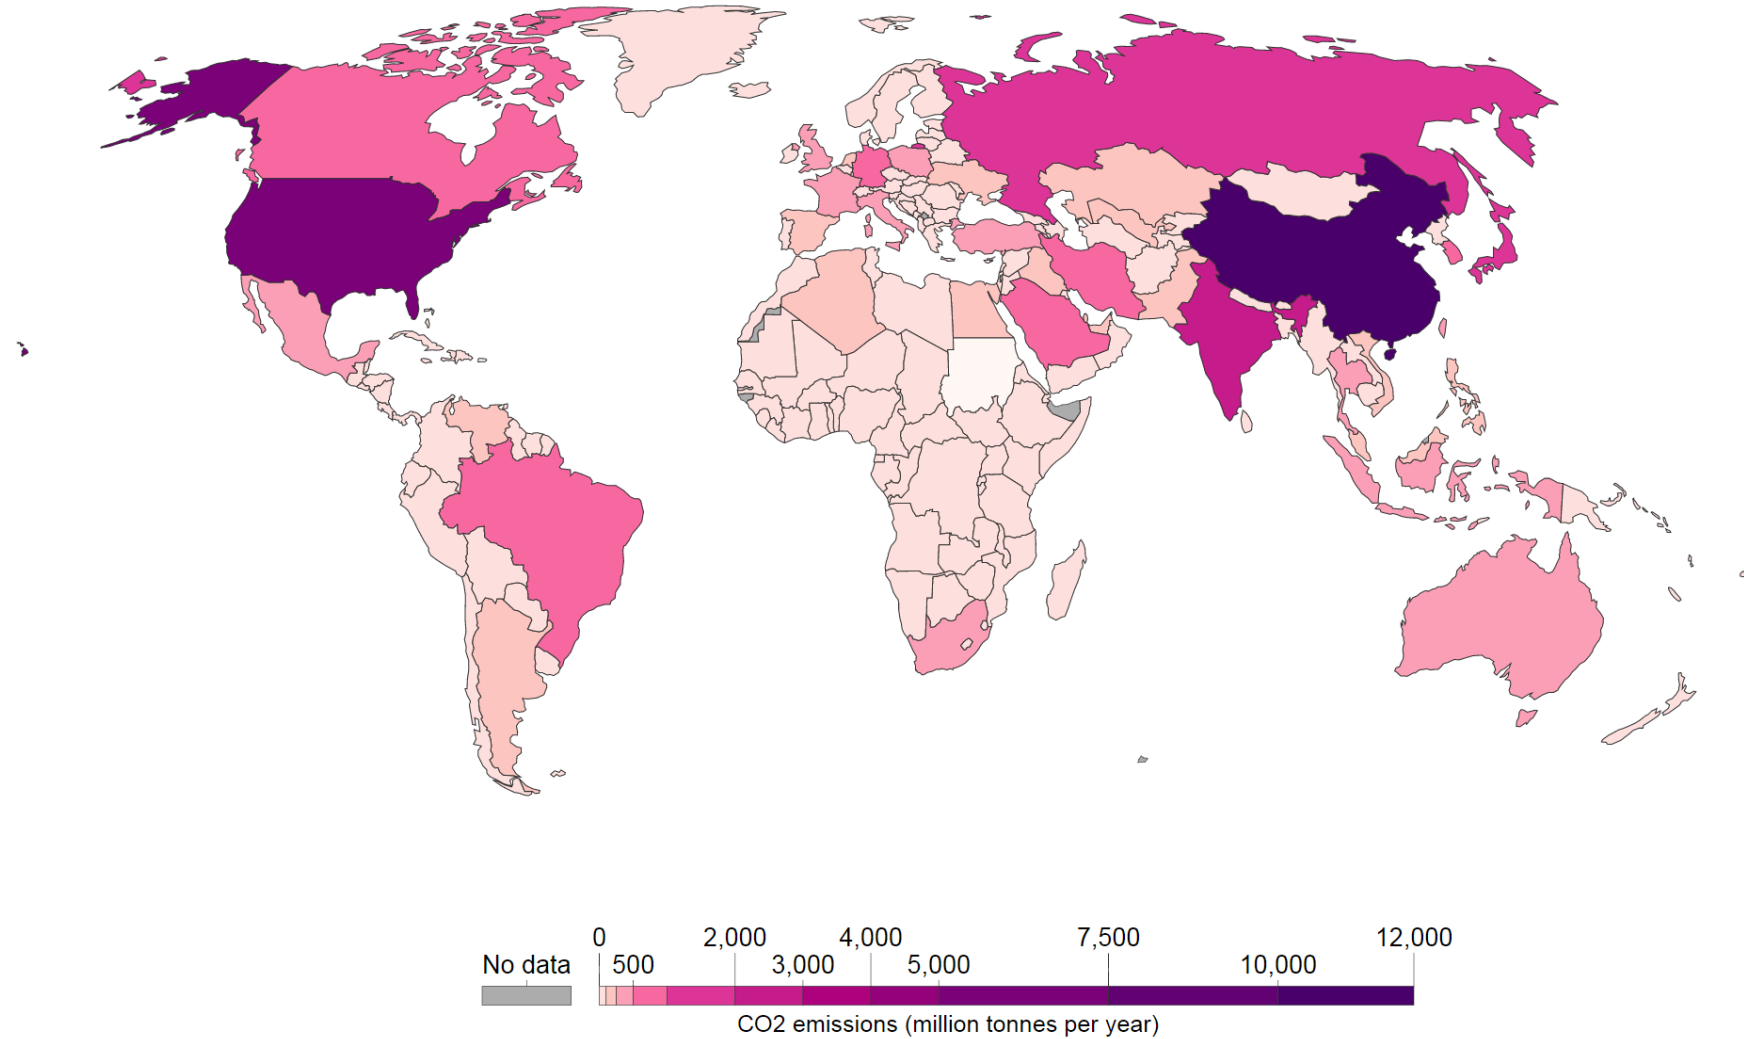 0 2,000 4,000 7,500 12,000
No data 500 3,000 5,000 10,000
CO2 emissions (million tonnes per year)